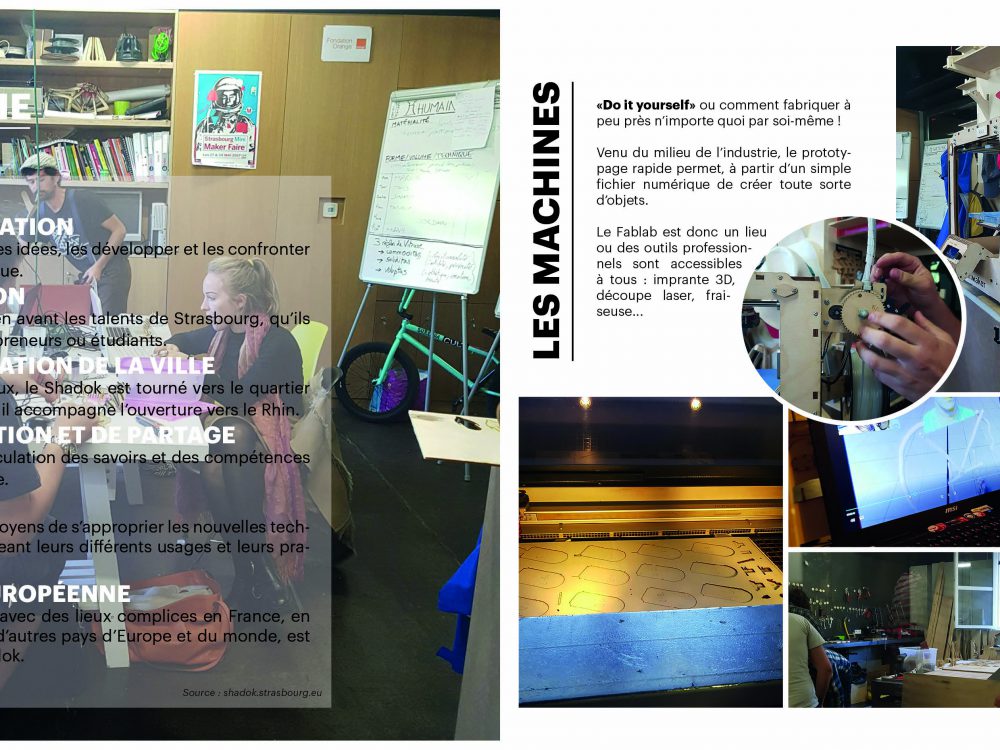 Fondation
Orange
Strasbourg Mini
Maker Faire
HUMAIN
MATÉRIALITÉ
FORME/VOLUME/TECHNIQUE
ATION
es idées, les développer et les confronter
ue.
ON
en avant les talents de Strasbourg, qu'ils
preneurs ou étudiants.
ATION DE LA VILLE
ux, le Shadok est tourné vers le quartier
il accompagne l'ouverture vers le Rhin.
TION ET DE PARTAGE
culation des savoirs et des compétences
e.
oyens de s'approprier les nouvelles tech-
eant leurs différents usages et leurs pra-
UROPÉENNE
avec des lieux complices en France, en
d'autres pays d'Europe et du monde, est
dok.
Source : shadok.strasbourg.eu
LES MACHINES
«Do it yourself» ou comment fabriquer à
peu près n'importe quoi par soi-même !
Venu du milieu de l'industrie, le prototy-
page rapide permet, à partir d'un simple
fichier numérique de créer toute sorte
d'objets.
Le Fablab est donc un lieu
ou des outils profession-
nels sont accessibles
à tous : imprante 3D,
découpe laser, frai-
seuse...
msi